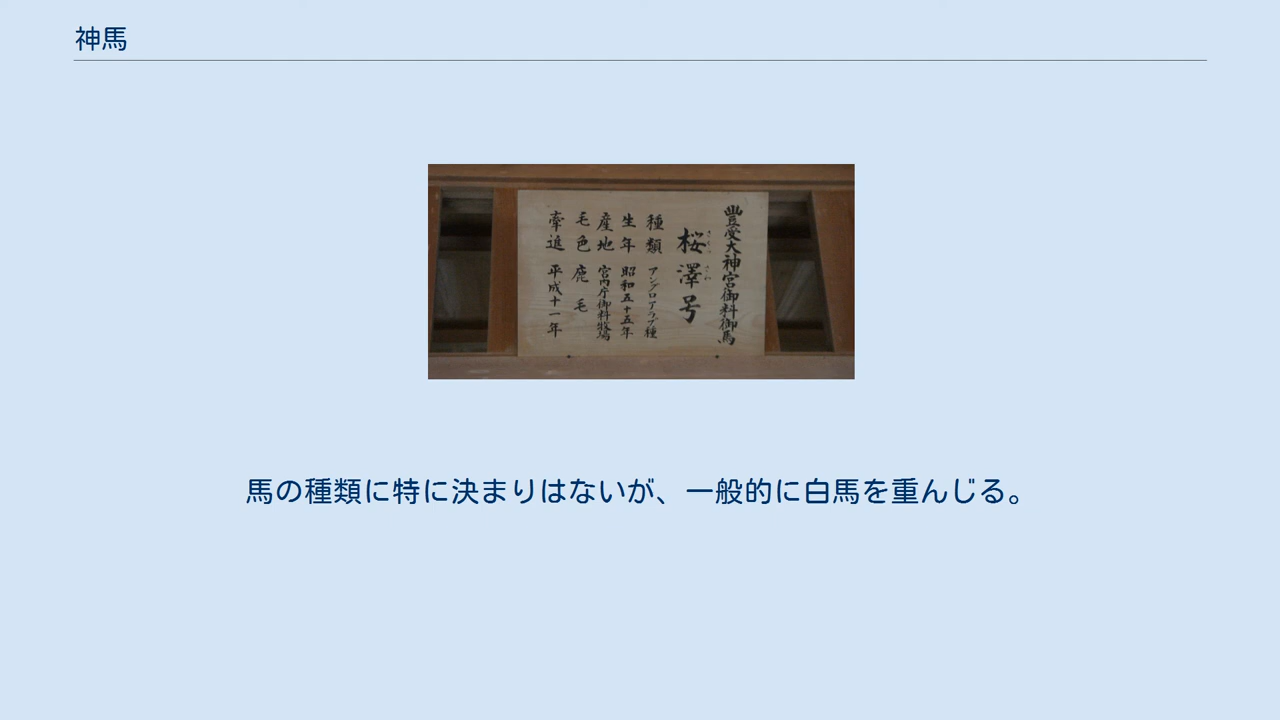 神馬
豐受大神宮御料御馬
桜澤号
種類 アングロアラブ種
生年 昭和五十五年
産地 宮内庁御料牧場
毛色 鹿毛
牽進 平成十一年
馬の種類に特に決まりはないが、一般的に白馬を重んじる。